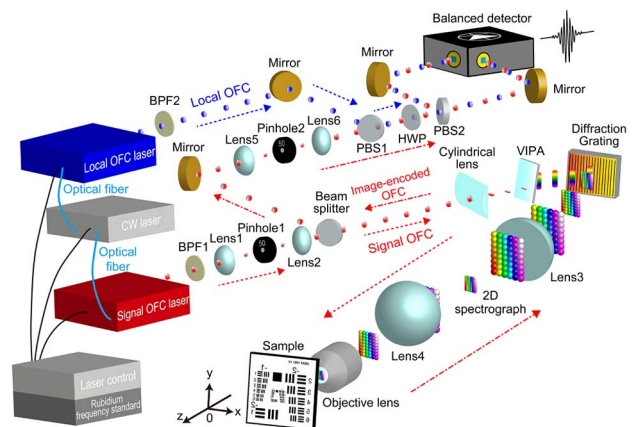 Balanced detector
Mirror
Local OFC
BPF2
Mirror
Lens6
Pinhole2
50
Lens5
Mirror
PBS1
HWP
PBS2
Diffraction
Grating
VIPA
Cylindrical
lens
Local OFC laser
Optical fiber
CW laser
Optical
fiber
Image-encoded
OFC
Beam
splitter
Signal OFC
Pinhole1
50
Lens1
BPF1
Lens2
Signal OFC laser
Lens3
2D
spectrograph
Lens4
Sample
Objective lens
Laser control
Rubidium
frequency standard
y
x
z
0